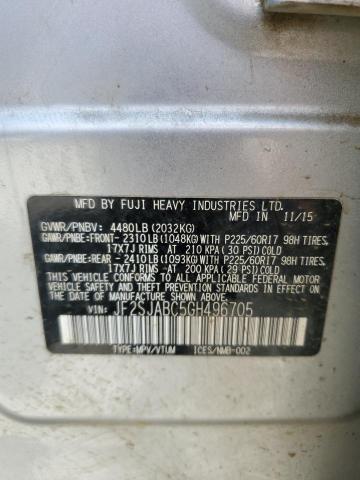 MFD BY FUJI HEAVY INDUSTRIES LTD.
MFD IN 11/15
GVWR/PNBV: 4480LB(2032KG)
GAWR/PNBE:FRONT- 2310LB(1048KG)WITH P225/60R17 98H TIRES,
17X7J RIMS AT 210 KPA(30 PSI)COLD
GAWR/PNBE:REAR - 2410LB(1093KG)WITH P225/60R17 98H TIRES,
17X7J RIMS AT 200 KPA(29 PSI)COLD
THIS VEHICLE CONFORMS TO ALL APPLICABLE FEDERAL MOTOR
VEHICLE SAFETY AND THEFT PREVENTION STANDARDS IN
EFFECT ON THE DATE OF MANUFACTURE SHOWN ABOVE.
VIN: JF2SJABC5GH496705
TYPE:MPV/VTUM ICES/NMB-002